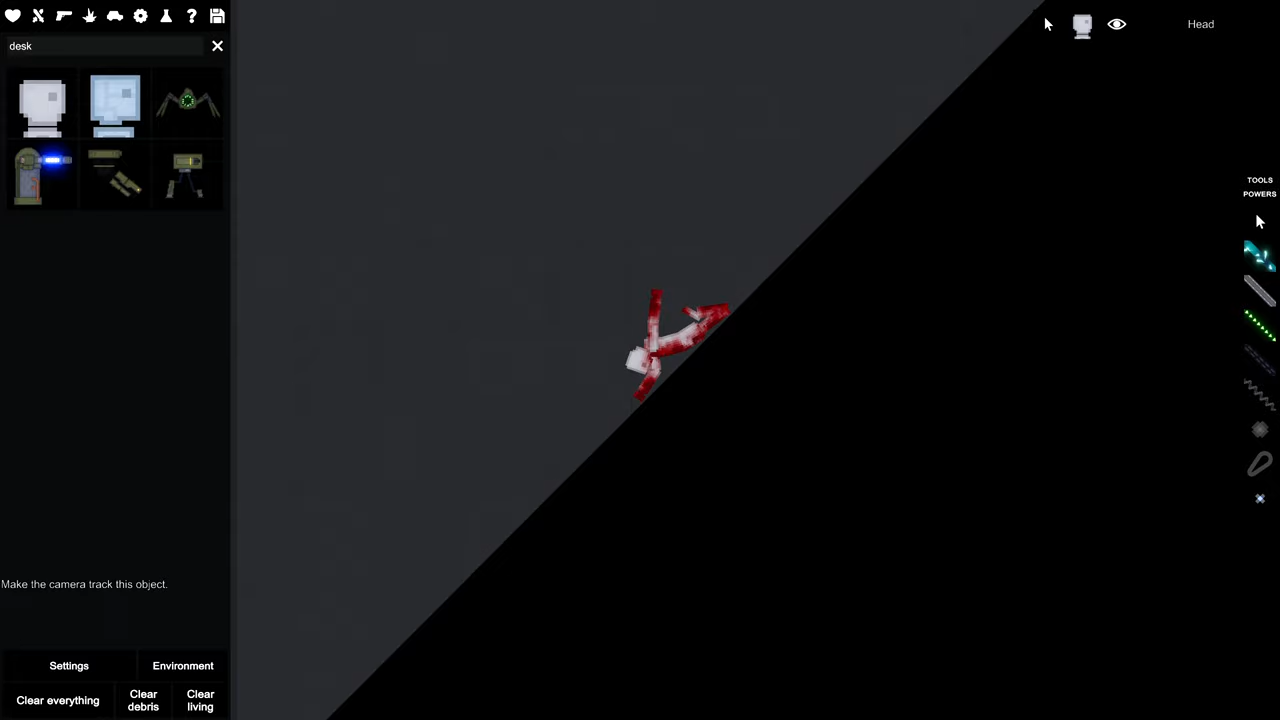 desk
Head
TOOLS
POWERS
Make the camera track this object.
Settings
Environment
Clear everything
Clear
debris
Clear
living